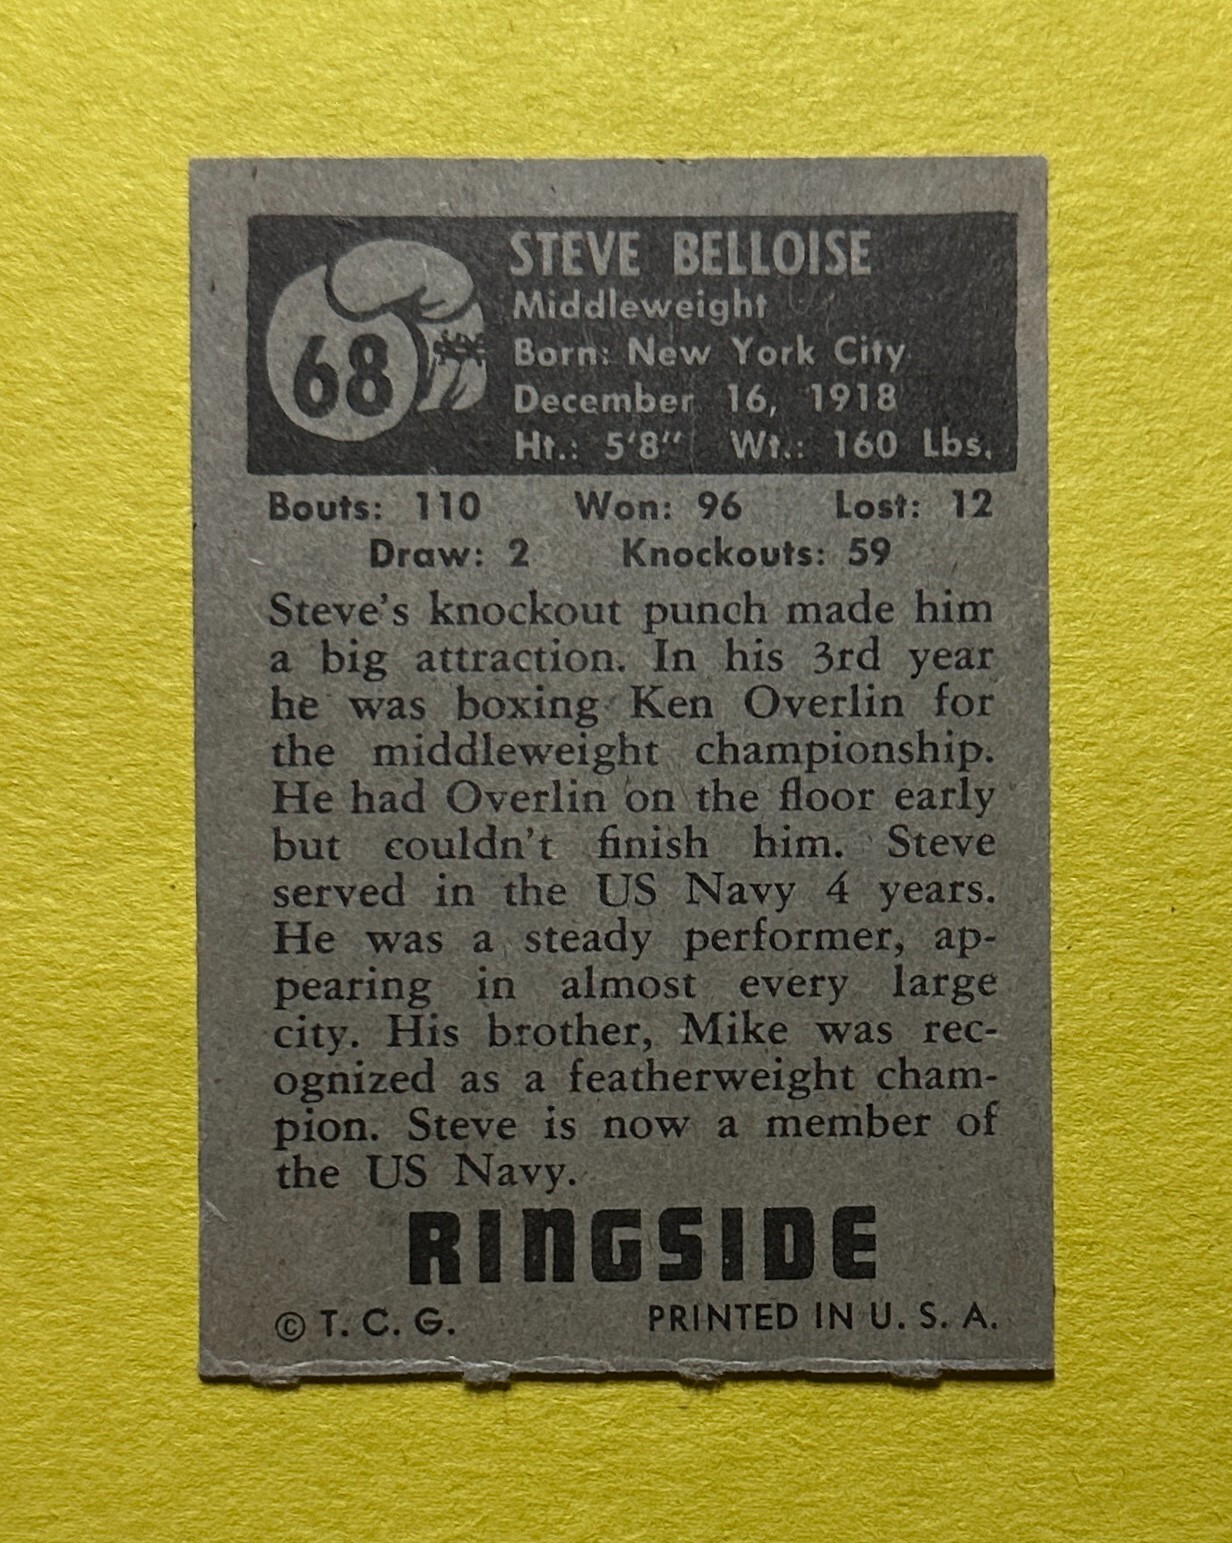 68
STEVE BELLOISE
Middleweight
Born: New York City
December 16, 1918
Ht.: 5'8" Wt.: 160 Lbs.
Bouts: 110 Won: 96 Lost: 12
Draw: 2 Knockouts: 59
Steve's knockout punch made him
a big attraction. In his 3rd year
he was boxing Ken Overlin for
the middleweight championship.
He had Overlin on the floor early
but couldn't finish him. Steve
served in the US Navy 4 years.
He was a steady performer, ap-
pearing in almost every large
city. His brother, Mike was rec-
ognized as a featherweight cham-
pion. Steve is now a member of
the US Navy.
RINGSIDE
© T. C. G. PRINTED IN U. S. A.